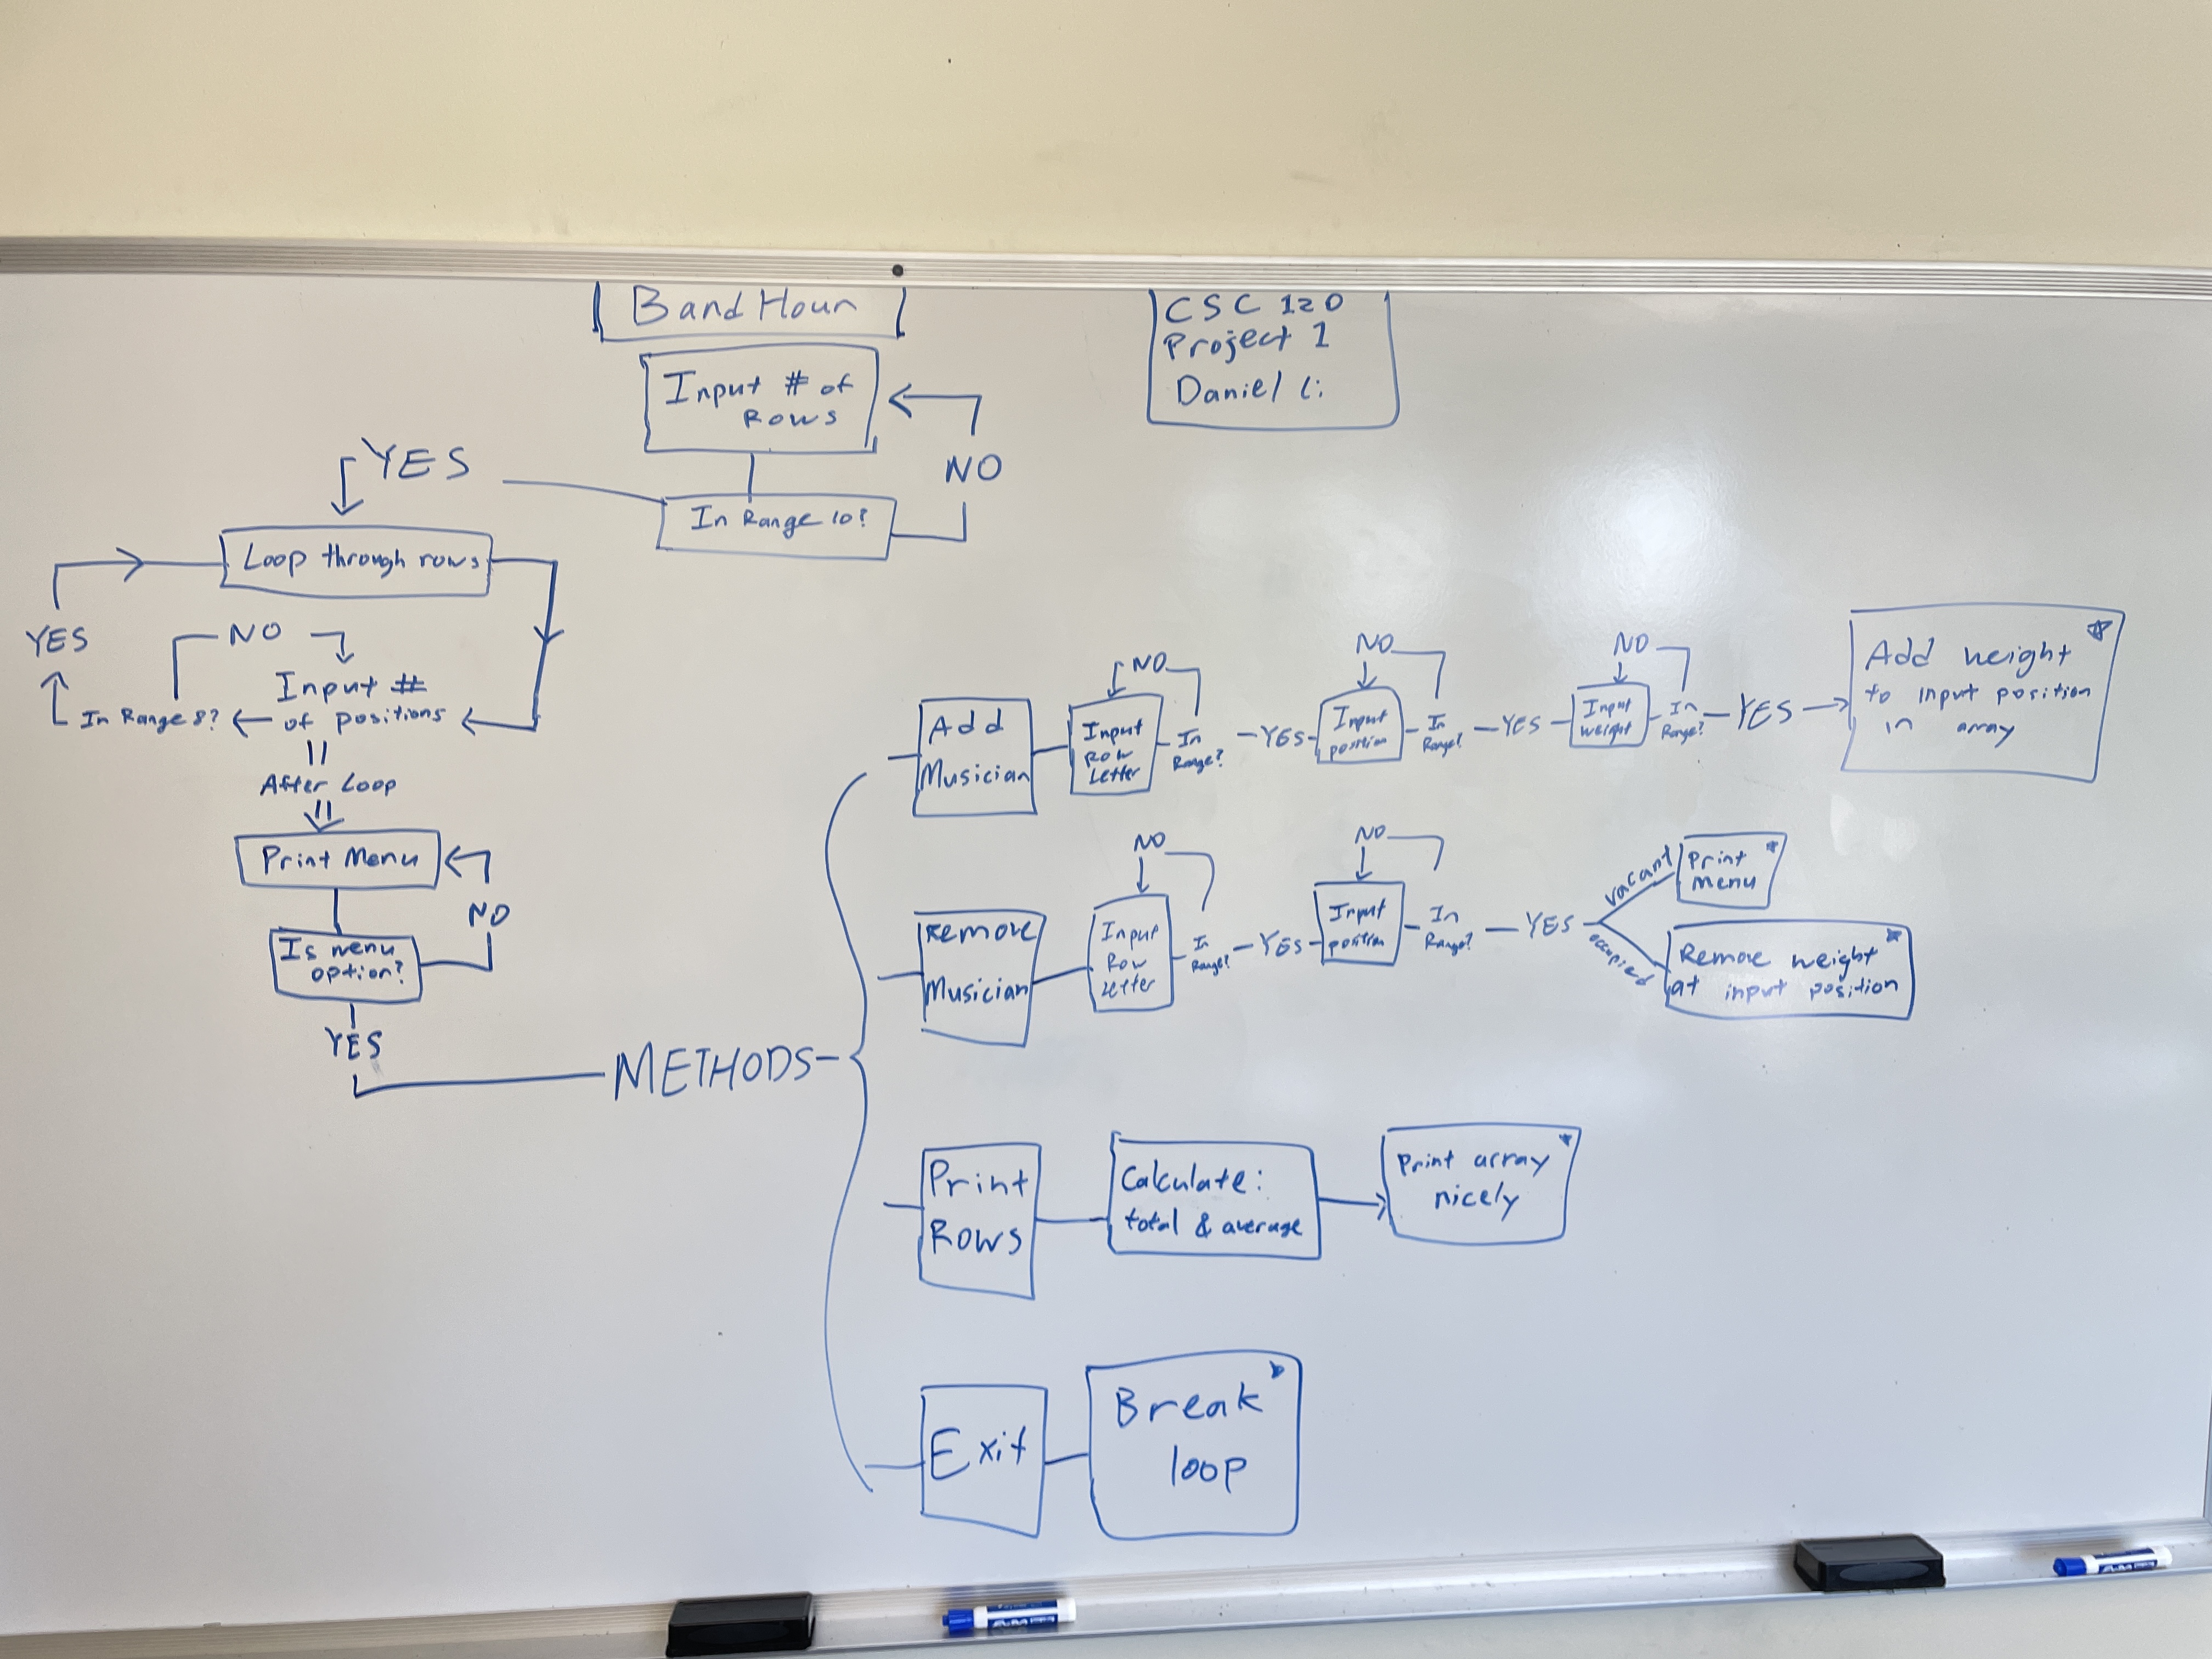 Band Hour
CSC 120
Project 1
Daniel Li
Input # of
Rows
NO
YES
In Range 10?
Loop through rows
YES
NO
Input #
In Range 8?
of positions
After Loop
Print Menu
NO
Is menu
option?
YES
METHODS
Add
Musician
NO
Input
Row
Letter
In
Range?
YES
NO
Input
position
In
Range?
YES
NO
Input
weight
In
Range?
YES
Add weight
to input position
in array
Remove
Musician
NO
Input
Row
Letter
In
Range?
YES
NO
Input
position
In
Range?
YES
vacant
Print
menu
occupied
Remove weight
at input position
Print
Rows
Calculate:
total & average
Print array
nicely
Exit
Break
loop